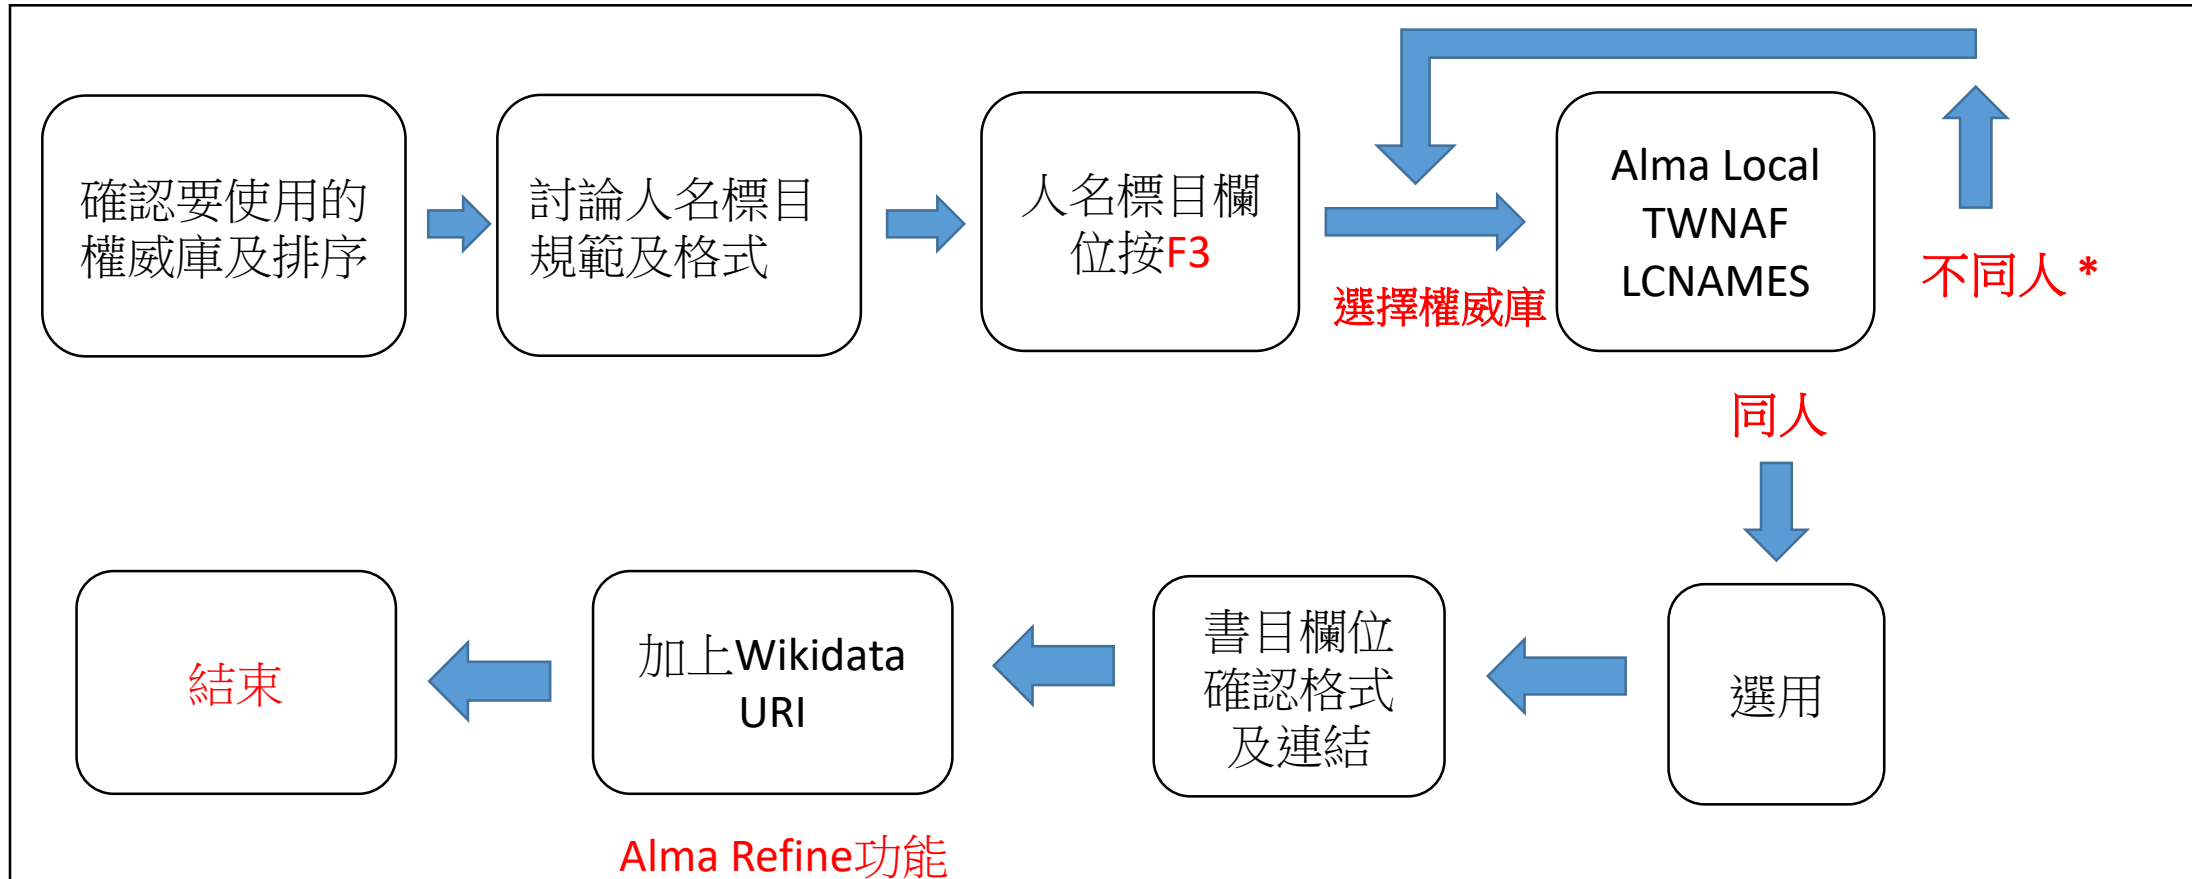 確認要使用的
權威庫及排序
討論人名標目
規範及格式
人名標目欄
位按F3
選擇權威庫
Alma Local
TWNAF
LCNAMES
不同人 *
同人
選用
書目欄位
確認格式
及連結
加上Wikidata
URI
Alma Refine功能
結束